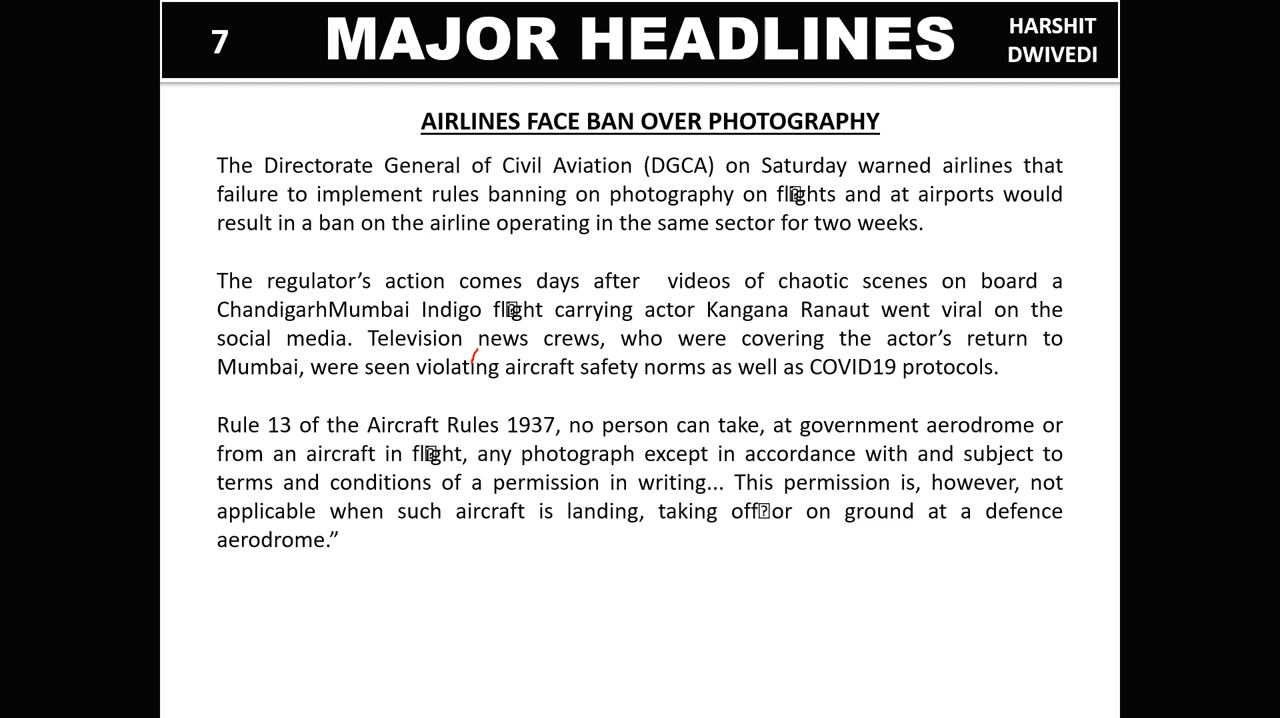 7
MAJOR HEADLINES
HARSHIT
DWIVEDI
AIRLINES FACE BAN OVER PHOTOGRAPHY
The Directorate General of Civil Aviation (DGCA) on Saturday warned airlines that
failure to implement rules banning on photography on flights and at airports would
result in a ban on the airline operating in the same sector for two weeks.
The regulator’s action comes days after videos of chaotic scenes on board a
ChandigarhMumbai Indigo flight carrying actor Kangana Ranaut went viral on the
social media. Television news crews, who were covering the actor’s return to
Mumbai, were seen violating aircraft safety norms as well as COVID19 protocols.
Rule 13 of the Aircraft Rules 1937, no person can take, at government aerodrome or
from an aircraft in flight, any photograph except in accordance with and subject to
terms and conditions of a permission in writing... This permission is, however, not
applicable when such aircraft is landing, taking off or on ground at a defence
aerodrome.”